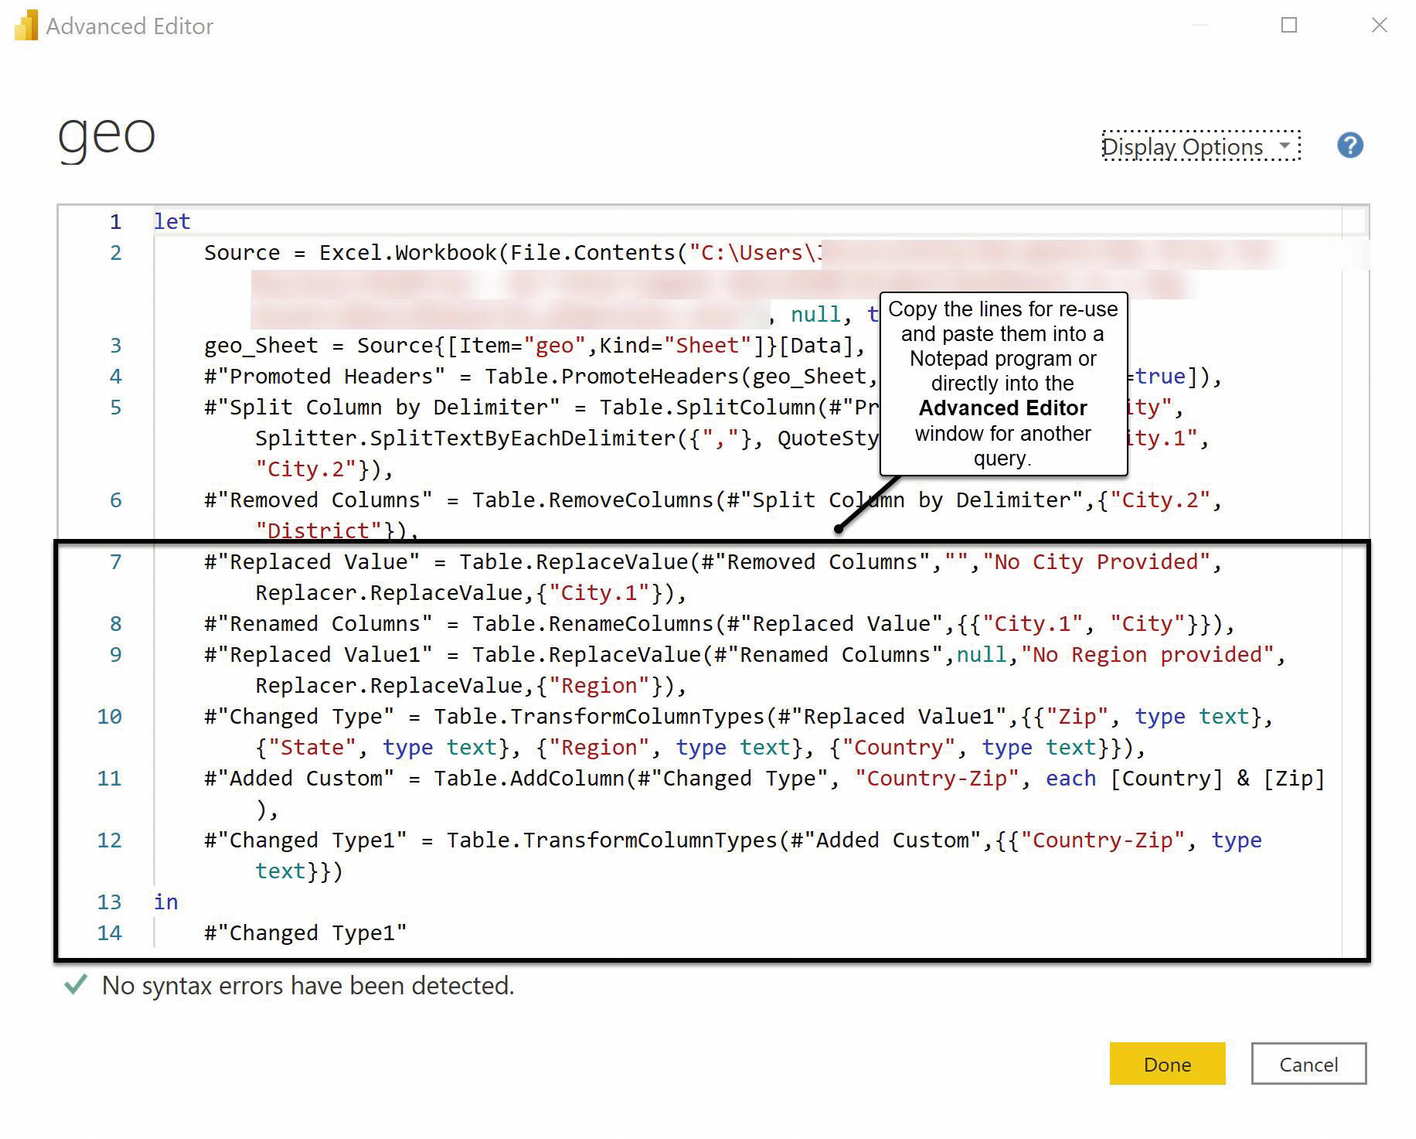 Advanced Editor
geo
Display Options
?
1 let
2 Source = Excel.Workbook(File.Contents("C:\Users\
, null, t
3 geo_Sheet = Source{[Item="geo",Kind="Sheet"]}[Data],
4 #"Promoted Headers" = Table.PromoteHeaders(geo_Sheet, =true]),
5 #"Split Column by Delimiter" = Table.SplitColumn(#"Pr ity",
Splitter.SplitTextByEachDelimiter({","}, QuoteSty ity.1",
"City.2"}),
6 #"Removed Columns" = Table.RemoveColumns(#"Split Column by Delimiter",{"City.2",
"District"}),
Copy the lines for re-use
and paste them into a
Notepad program or
directly into the
Advanced Editor
window for another
query.
7 #"Replaced Value" = Table.ReplaceValue(#"Removed Columns","","No City Provided",
Replacer.ReplaceValue,{"City.1"}),
8 #"Renamed Columns" = Table.RenameColumns(#"Replaced Value",{{"City.1", "City"}}),
9 #"Replaced Value1" = Table.ReplaceValue(#"Renamed Columns",null,"No Region provided",
Replacer.ReplaceValue,{"Region"}),
10 #"Changed Type" = Table.TransformColumnTypes(#"Replaced Value1",{{"Zip", type text},
{"State", type text}, {"Region", type text}, {"Country", type text}}),
11 #"Added Custom" = Table.AddColumn(#"Changed Type", "Country-Zip", each [Country] & [Zip]
),
12 #"Changed Type1" = Table.TransformColumnTypes(#"Added Custom",{{"Country-Zip", type
text}})
13 in
14 #"Changed Type1"
No syntax errors have been detected.
Done
Cancel